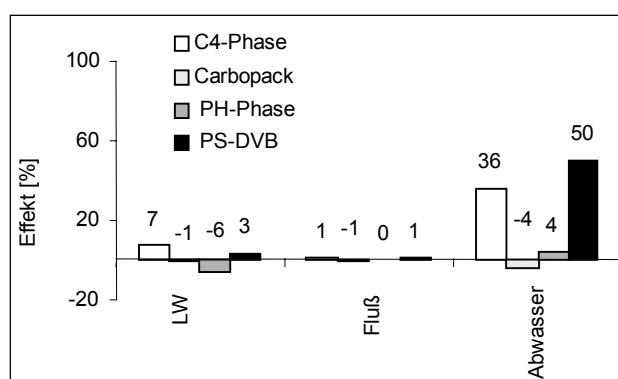 C4-Phase
Carbopack
PH-Phase
PS-DVB
Effekt [%]
100
60
20
-20
7 -1 -6 3
1 -1 0 1
36 -4 4 50
LW
Fluß
Abwasser